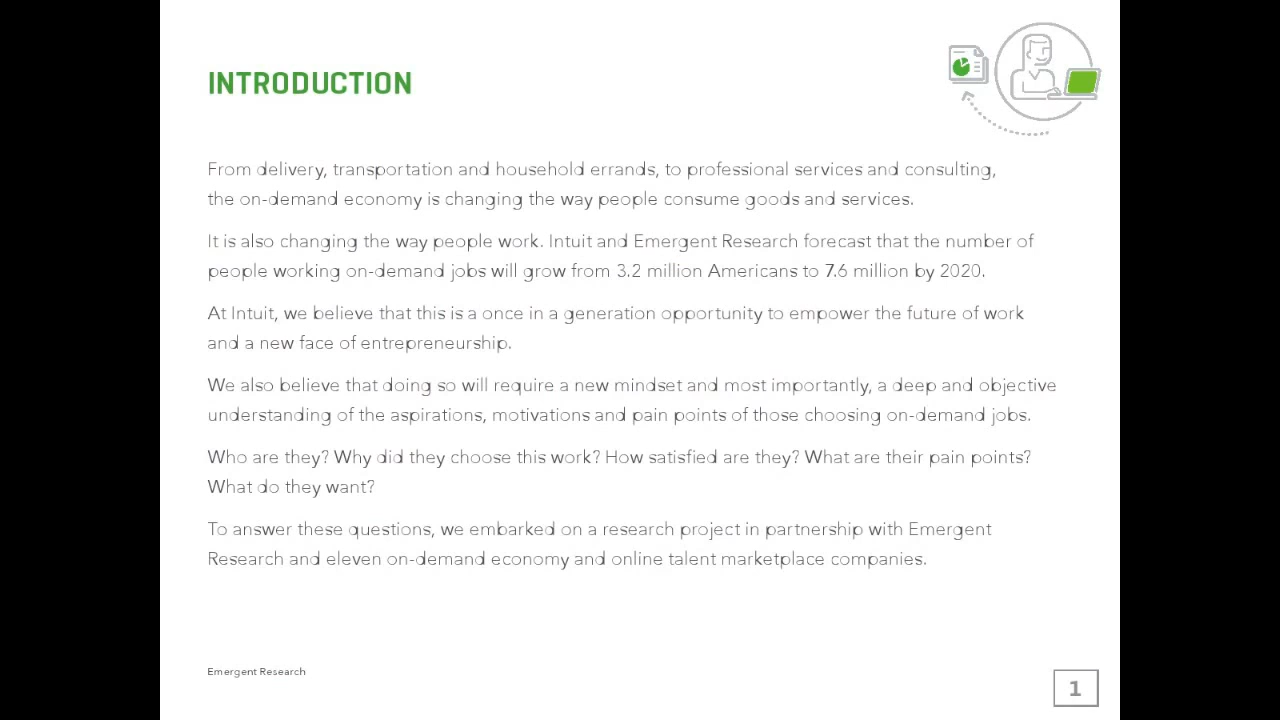 INTRODUCTION
From delivery, transportation and household errands, to professional services and consulting,
the on-demand economy is changing the way people consume goods and services.
It is also changing the way people work. Intuit and Emergent Research forecast that the number of
people working on-demand jobs will grow from 3.2 million Americans to 7.6 million by 2020.
At Intuit, we believe that this is a once in a generation opportunity to empower the future of work
and a new face of entrepreneurship.
We also believe that doing so will require a new mindset and most importantly, a deep and objective
understanding of the aspirations, motivations and pain points of those choosing on-demand jobs.
Who are they? Why did they choose this work? How satisfied are they? What are their pain points?
What do they want?
To answer these questions, we embarked on a research project in partnership with Emergent
Research and eleven on-demand economy and online talent marketplace companies.
Emergent Research
1